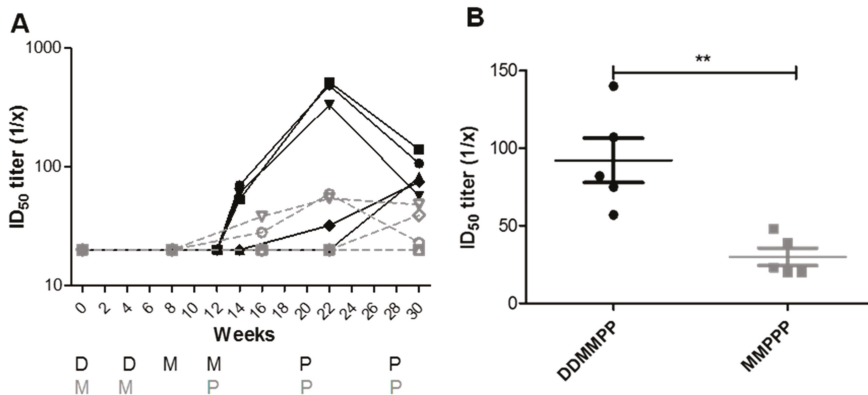 A
ID50 titer (1/x)
1000
100
10
0 2 4 6 8 10 12 14 16 18 20 22 24 26 28 30
Weeks
D D M M P P
M M P P P
B
ID50 titer (1/x)
150
100
50
0
**
DDMMPP
MMPPP